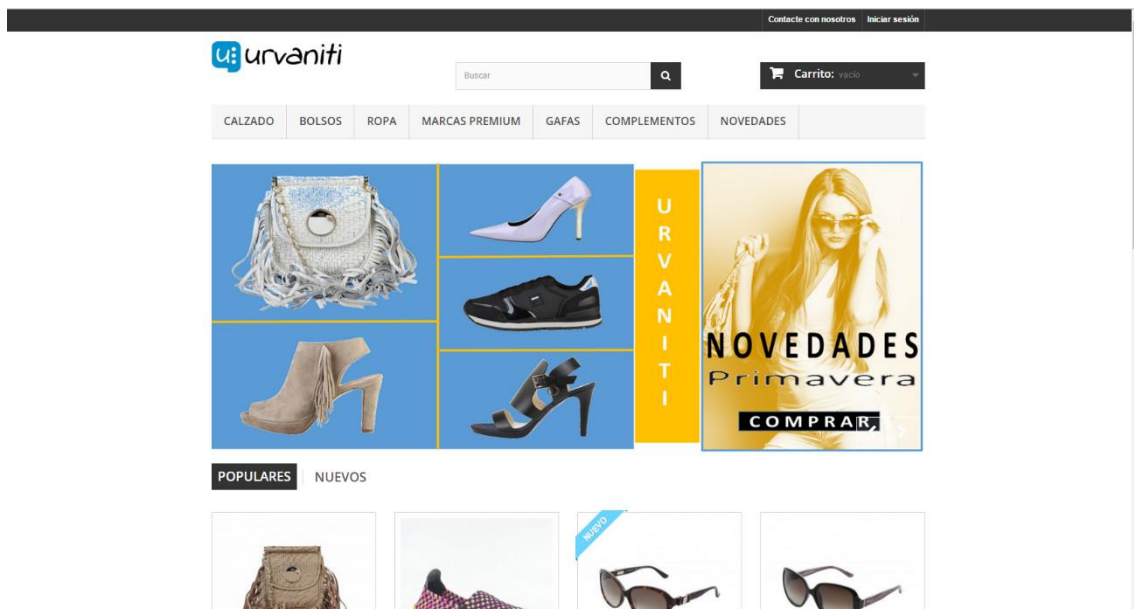 Contacte con nosotros Iniciar sesión
urvaniti
Buscar
Carrito: vacío
CALZADO BOLSOS ROPA MARCAS PREMIUM GAFAS COMPLEMENTOS NOVEDADES
URVANITI
NOVEDADES
Primavera
COMPRAR
POPULARES NUEVOS
NUEVO